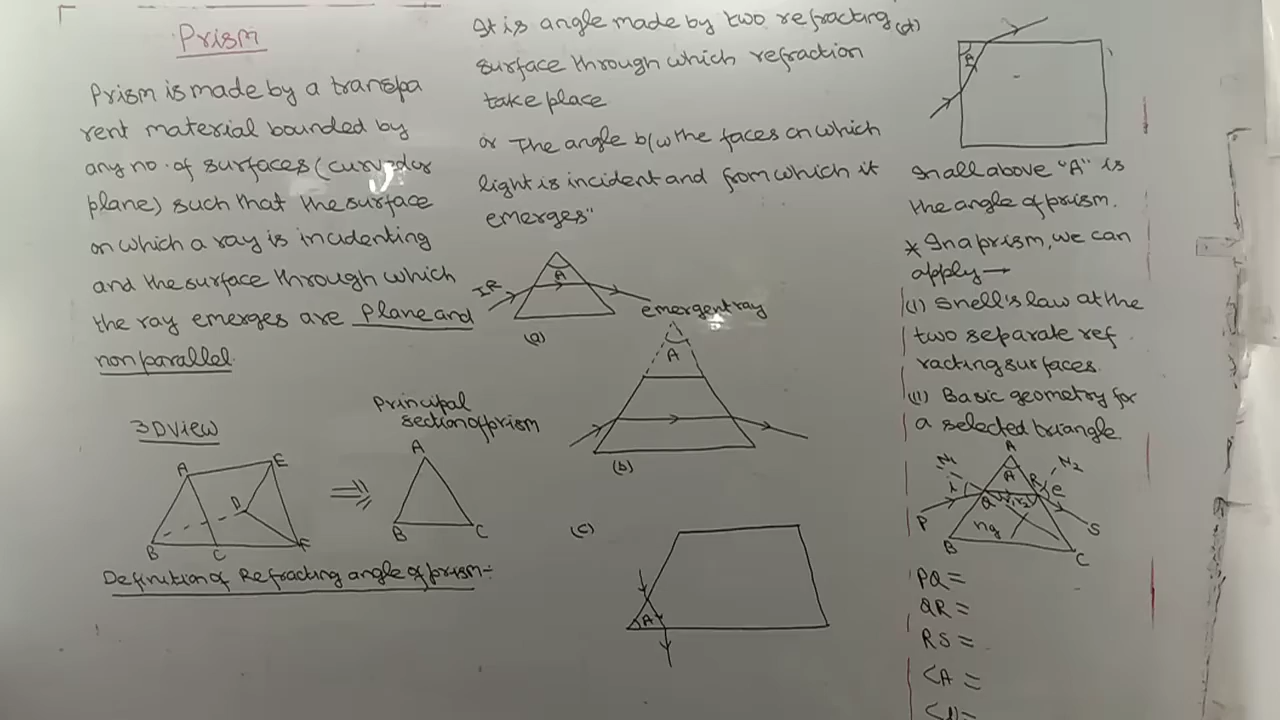 Prism
Prism is made by a transpa
rent material bounded by
any no. of surfaces (curved or
plane) such that the surface
on which a ray is incidenting
and the surface through which
the ray emerges are plane and
non parallel
3D VIEW
A
E
D
B
C
F
Principal
section of prism
A
B
C
Definition of Refracting angle of prism:-
It is angle made by two refracting
surface through which refraction
take place
or The angle b/w the faces on which
light is incident and from which it
emerges"
IR
A
emergent ray
(a)
A
(b)
(c)
A
(d)
A
In all above "A" is
the angle of prism.
* In a prism, we can
apply →
(i) Snell's law at the
two separate ref
racting surfaces.
(ii) Basic geometry for
a selected triangle.
A
N1
N2
A
i
R
e
Q
r1
r2
P
S
ng
B
C
PQ =
QR =
RS =
<A =